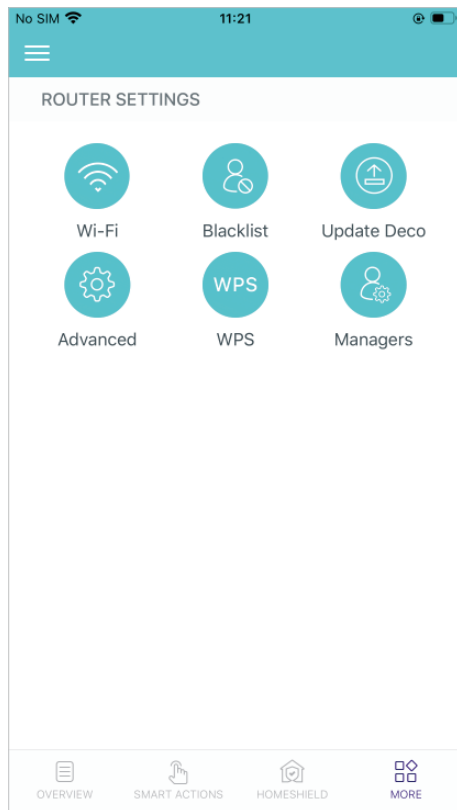 No SIM 11:21
ROUTER SETTINGS
Wi-Fi Blacklist Update Deco
WPS
Advanced WPS Managers
OVERVIEW SMART ACTIONS HOMESHIELD MORE